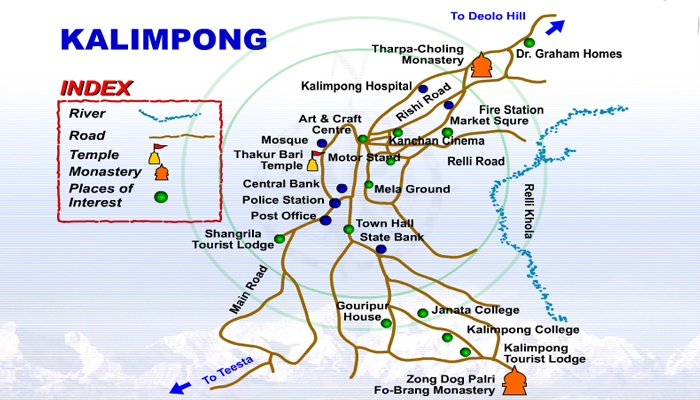 To Deolo Hill
KALIMPONG
Tharpa-Choling
Monastery
Dr. Graham Homes
INDEX
Kalimpong Hospital
Rishi Road
River
Road
Temple
Monastery
Places of
Interest
Fire Station
Market Squre
Art & Craft
Centre
Mosque
Kanchan Cinema
Thakur Bari
Temple
Motor Stand
Relli Road
Central Bank
Mela Ground
Police Station
Post Office
Relli Khola
Town Hall
State Bank
Shangrila
Tourist Lodge
Main Road
Gouripur
House
Janata College
Kalimpong College
Kalimpong
Tourist Lodge
To Teesta
Zong Dog Palri
Fo-Brang Monastery